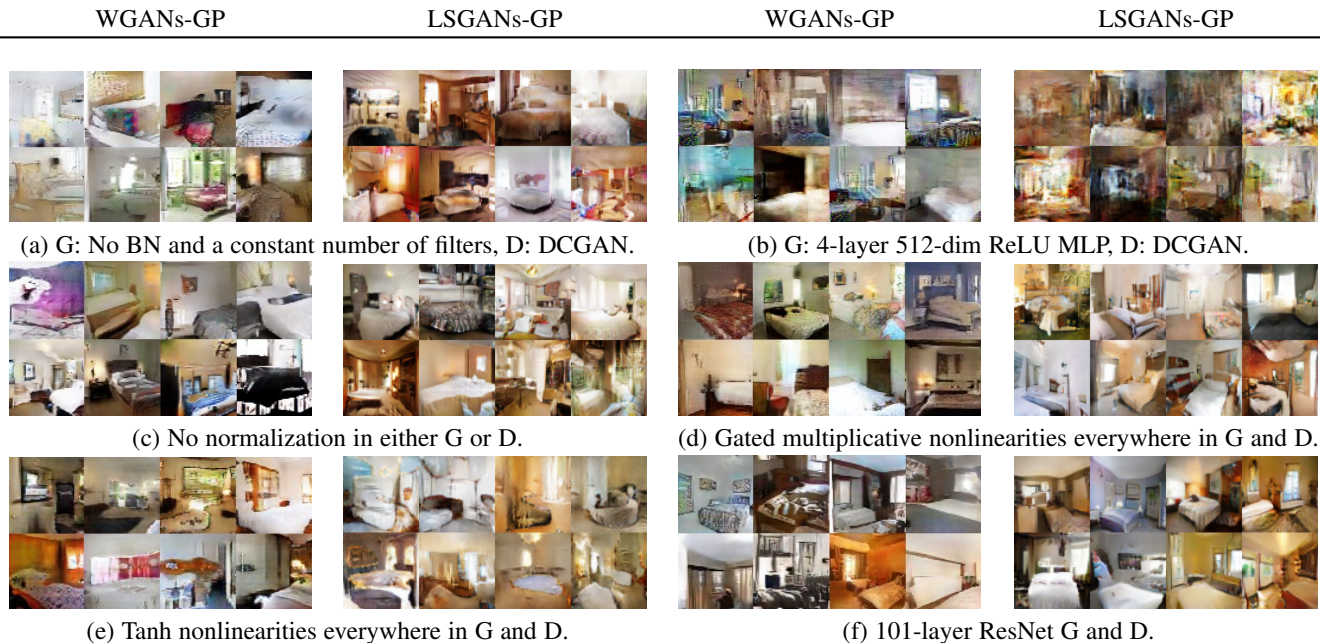 WGANs-GP LSGANs-GP WGANs-GP LSGANs-GP
(a) G: No BN and a constant number of filters, D: DCGAN. (b) G: 4-layer 512-dim ReLU MLP, D: DCGAN.
(c) No normalization in either G or D. (d) Gated multiplicative nonlinearities everywhere in G and D.
(e) Tanh nonlinearities everywhere in G and D. (f) 101-layer ResNet G and D.